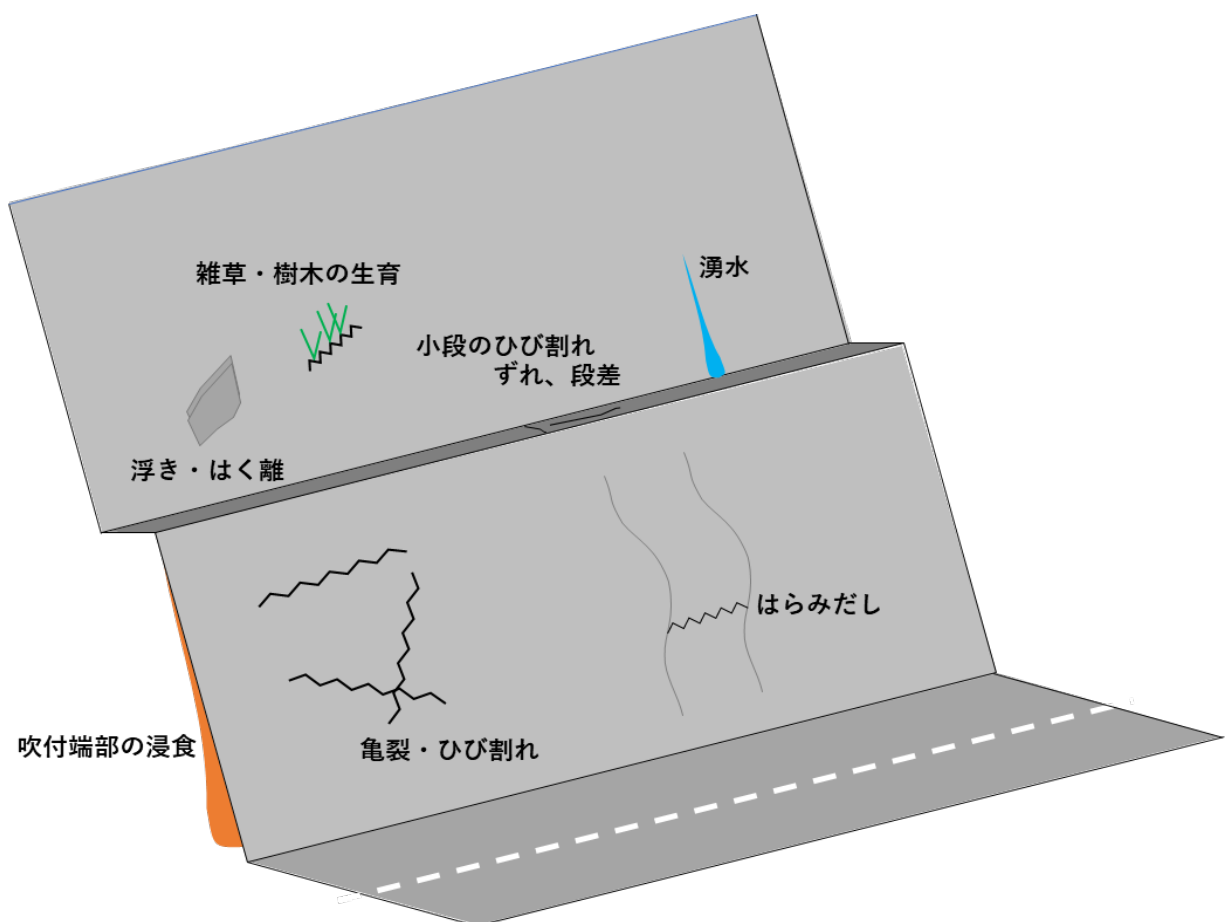 雑草・樹木の生育
湧水
小段のひび割れ
ずれ、段差
浮き・はく離
はらみだし
吹付端部の浸食
亀裂・ひび割れ